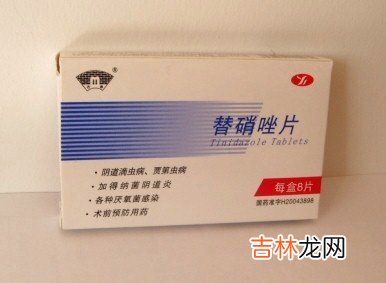 替硝唑片
Tinidazole Tablets
·阴道滴虫病、贾第虫病
·加得纳菌阴道炎
·各种厌氧菌感染
·术前预防用药
每盒8片
国药准字H20043898
吉林龙网